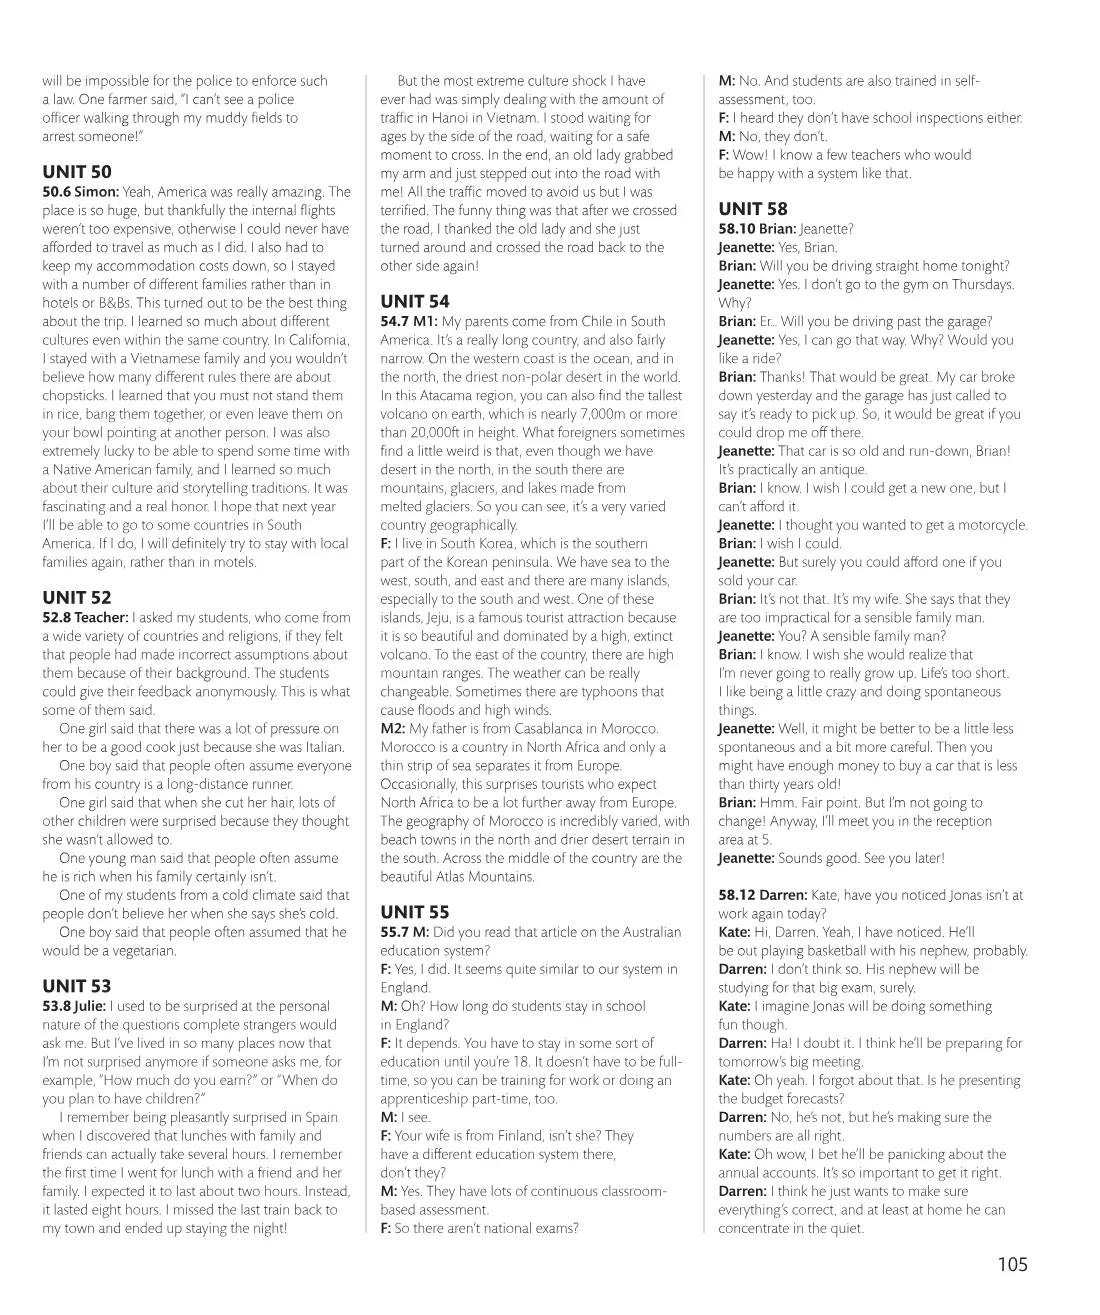 will be impossible for the police to enforce such
a law. One farmer said, “I can’t see a police
officer walking through my muddy fields to
arrest someone!”
UNIT 50
50.6 Simon: Yeah, America was really amazing. The
place is so huge, but thankfully the internal flights
weren’t too expensive, otherwise I could never have
afforded to travel as much as I did. I also had to
keep my accommodation costs down, so I stayed
with a number of different families rather than in
hotels or B&Bs. This turned out to be the best thing
about the trip. I learned so much about different
cultures even within the same country. In California,
I stayed with a Vietnamese family and you wouldn’t
believe how many different rules there are about
chopsticks. I learned that you must not stand them
in rice, bang them together, or even leave them on
your bowl pointing at another person. I was also
extremely lucky to be able to spend some time with
a Native American family, and I learned so much
about their culture and storytelling traditions. It was
fascinating and a real honor. I hope that next year
I’ll be able to go to some countries in South
America. If I do, I will definitely try to stay with local
families again, rather than in motels.
UNIT 52
52.8 Teacher: I asked my students, who come from
a wide variety of countries and religions, if they felt
that people had made incorrect assumptions about
them because of their background. The students
could give their feedback anonymously. This is what
some of them said.
One girl said that there was a lot of pressure on
her to be a good cook just because she was Italian.
One boy said that people often assume everyone
from his country is a long-distance runner.
One girl said that when she cut her hair, lots of
other children were surprised because they thought
she wasn’t allowed to.
One young man said that people often assume
he is rich when his family certainly isn’t.
One of my students from a cold climate said that
people don’t believe her when she says she’s cold.
One boy said that people often assumed that he
would be a vegetarian.
UNIT 53
53.8 Julie: I used to be surprised at the personal
nature of the questions complete strangers would
ask me. But I’ve lived in so many places now that
I’m not surprised anymore if someone asks me, for
example, “How much do you earn?” or “When do
you plan to have children?”
I remember being pleasantly surprised in Spain
when I discovered that lunches with family and
friends can actually take several hours. I remember
the first time I went for lunch with a friend and her
family. I expected it to last about two hours. Instead,
it lasted eight hours. I missed the last train back to
my town and ended up staying the night!
But the most extreme culture shock I have
ever had was simply dealing with the amount of
traffic in Hanoi in Vietnam. I stood waiting for
ages by the side of the road, waiting for a safe
moment to cross. In the end, an old lady grabbed
my arm and just stepped out into the road with
me! All the traffic moved to avoid us but I was
terrified. The funny thing was that after we crossed
the road, I thanked the old lady and she just
turned around and crossed the road back to the
other side again!
UNIT 54
54.7 M1: My parents come from Chile in South
America. It’s a really long country, and also fairly
narrow. On the western coast is the ocean, and in
the north, the driest non-polar desert in the world.
In this Atacama region, you can also find the tallest
volcano on earth, which is nearly 7,000m or more
than 20,000ft in height. What foreigners sometimes
find a little weird is that, even though we have
desert in the north, in the south there are
mountains, glaciers, and lakes made from
melted glaciers. So you can see, it’s a very varied
country geographically.
F: I live in South Korea, which is the southern
part of the Korean peninsula. We have sea to the
west, south, and east and there are many islands,
especially to the south and west. One of these
islands, Jeju, is a famous tourist attraction because
it is so beautiful and dominated by a high, extinct
volcano. To the east of the country, there are high
mountain ranges. The weather can be really
changeable. Sometimes there are typhoons that
cause floods and high winds.
M2: My father is from Casablanca in Morocco.
Morocco is a country in North Africa and only a
thin strip of sea separates it from Europe.
Occasionally, this surprises tourists who expect
North Africa to be a lot further away from Europe.
The geography of Morocco is incredibly varied, with
beach towns in the north and drier desert terrain in
the south. Across the middle of the country are the
beautiful Atlas Mountains.
UNIT 55
55.7 M: Did you read that article on the Australian
education system?
F: Yes, I did. It seems quite similar to our system in
England.
M: Oh? How long do students stay in school
in England?
F: It depends. You have to stay in some sort of
education until you’re 18. It doesn’t have to be full-
time, so you can be training for work or doing an
apprenticeship part-time, too.
M: I see.
F: Your wife is from Finland, isn’t she? They
have a different education system there,
don’t they?
M: Yes. They have lots of continuous classroom-
based assessment.
F: So there aren’t national exams?
M: No. And students are also trained in self-
assessment, too.
F: I heard they don’t have school inspections either.
M: No, they don’t.
F: Wow! I know a few teachers who would
be happy with a system like that.
UNIT 58
58.10 Brian: Jeanette?
Jeanette: Yes, Brian.
Brian: Will you be driving straight home tonight?
Jeanette: Yes. I don’t go to the gym on Thursdays.
Why?
Brian: Er… Will you be driving past the garage?
Jeanette: Yes, I can go that way. Why? Would you
like a ride?
Brian: Thanks! That would be great. My car broke
down yesterday and the garage has just called to
say it’s ready to pick up. So, it would be great if you
could drop me off there.
Jeanette: That car is so old and run-down, Brian!
It’s practically an antique.
Brian: I know. I wish I could get a new one, but I
can’t afford it.
Jeanette: I thought you wanted to get a motorcycle.
Brian: I wish I could.
Jeanette: But surely you could afford one if you
sold your car.
Brian: It’s not that. It’s my wife. She says that they
are too impractical for a sensible family man.
Jeanette: You? A sensible family man?
Brian: I know. I wish she would realize that
I’m never going to really grow up. Life’s too short.
I like being a little crazy and doing spontaneous
things.
Jeanette: Well, it might be better to be a little less
spontaneous and a bit more careful. Then you
might have enough money to buy a car that is less
than thirty years old!
Brian: Hmm. Fair point. But I’m not going to
change! Anyway, I’ll meet you in the reception
area at 5.
Jeanette: Sounds good. See you later!
58.12 Darren: Kate, have you noticed Jonas isn’t at
work again today?
Kate: Hi, Darren. Yeah, I have noticed. He’ll
be out playing basketball with his nephew, probably.
Darren: I don’t think so. His nephew will be
studying for that big exam, surely.
Kate: I imagine Jonas will be doing something
fun though.
Darren: Ha! I doubt it. I think he’ll be preparing for
tomorrow’s big meeting.
Kate: Oh yeah. I forgot about that. Is he presenting
the budget forecasts?
Darren: No, he’s not, but he’s making sure the
numbers are all right.
Kate: Oh wow, I bet he’ll be panicking about the
annual accounts. It’s so important to get it right.
Darren: I think he just wants to make sure
everything’s correct, and at least at home he can
concentrate in the quiet.
105